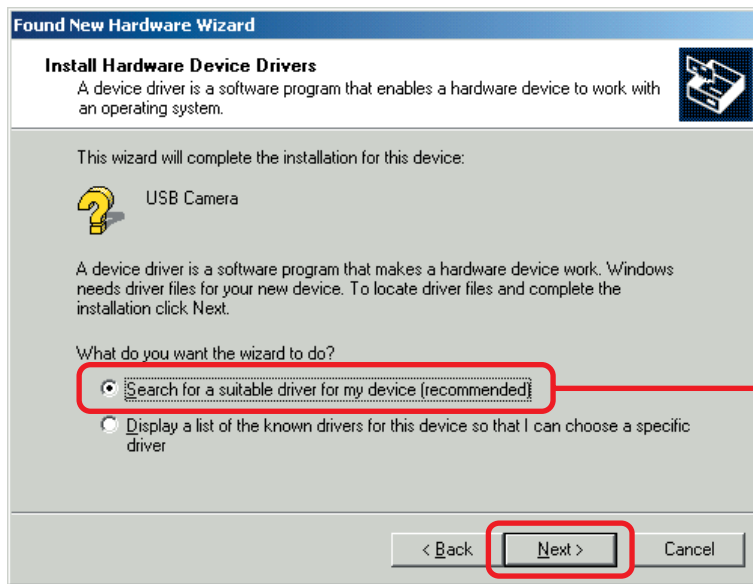 Found New Hardware Wizard
Install Hardware Device Drivers
A device driver is a software program that enables a hardware device to work with
an operating system.
This wizard will complete the installation for this device:
USB Camera
A device driver is a software program that makes a hardware device work. Windows
needs driver files for your new device. To locate driver files and complete the
installation click Next.
What do you want the wizard to do?
Search for a suitable driver for my device (recommended)
Display a list of the known drivers for this device so that I can choose a specific
driver
< Back
Next >
Cancel